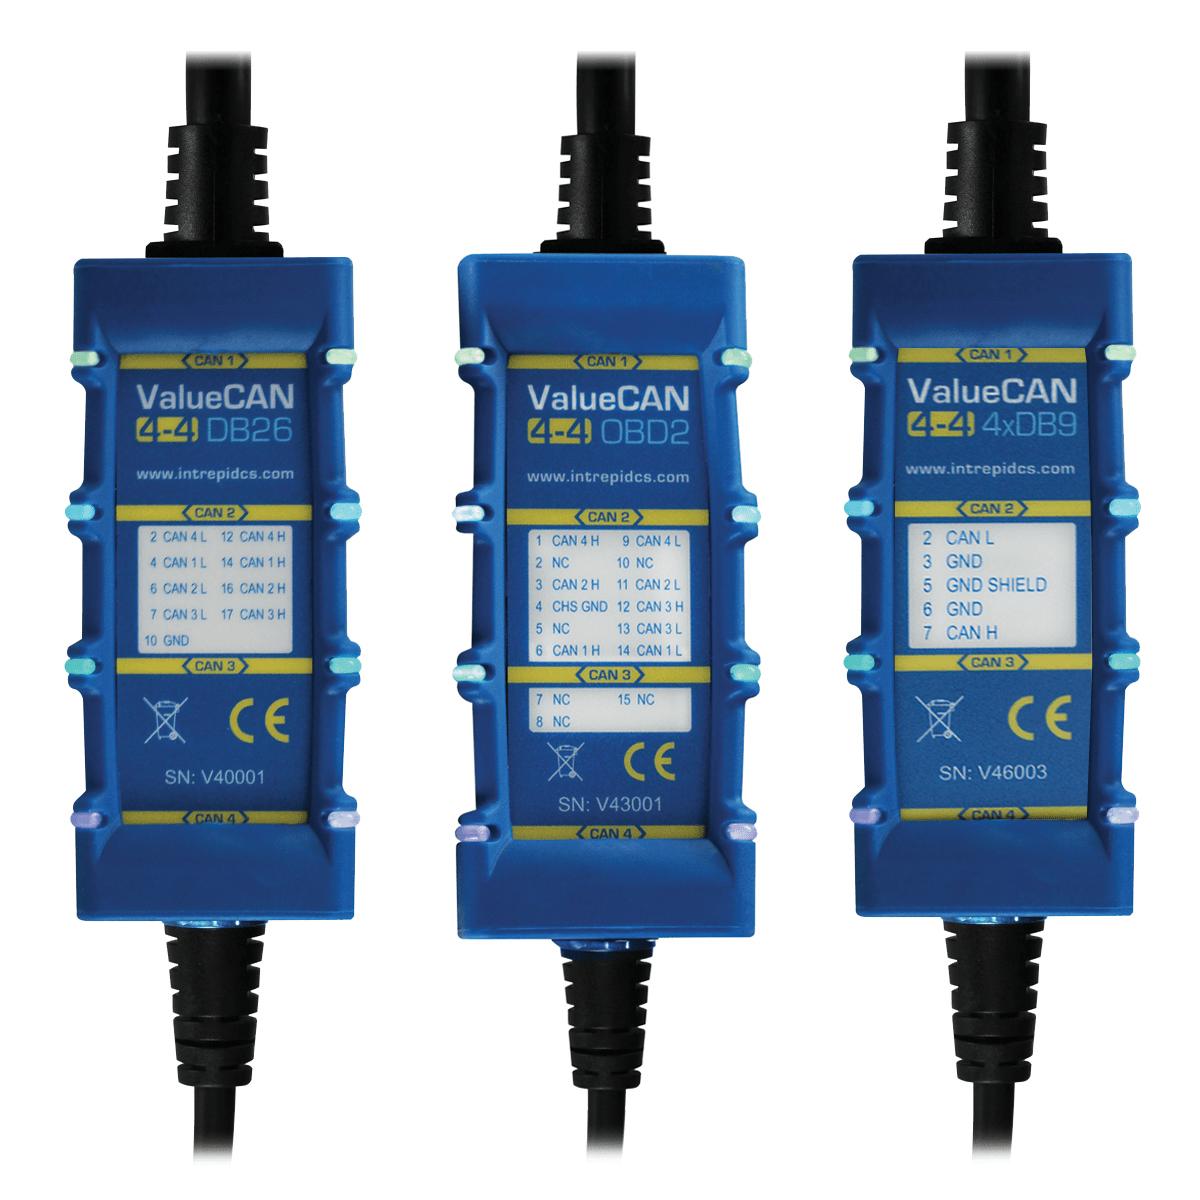 CAN 1
ValueCAN
4-4 DB26
www.intrepidcs.com
CAN 2
2 CAN 4 L 12 CAN 4 H
4 CAN 1 L 14 CAN 1 H
6 CAN 2 L 16 CAN 2 H
7 CAN 3 L 17 CAN 3 H
10 GND
CAN 3
CE
SN: V40001
CAN 4
CAN 1
ValueCAN
4-4 OBD2
www.intrepidcs.com
CAN 2
1 CAN 4 H 9 CAN 4 L
2 NC 10 NC
3 CAN 2 H 11 CAN 2 L
4 CHS GND 12 CAN 3 H
5 NC 13 CAN 3 L
6 CAN 1 H 14 CAN 1 L
CAN 3
7 NC 15 NC
8 NC
CE
SN: V43001
CAN 4
CAN 1
ValueCAN
4-4 4xDB9
www.intrepidcs.com
CAN 2
2 CAN L
3 GND
5 GND SHIELD
6 GND
7 CAN H
CAN 3
CE
SN: V46003
CAN 4